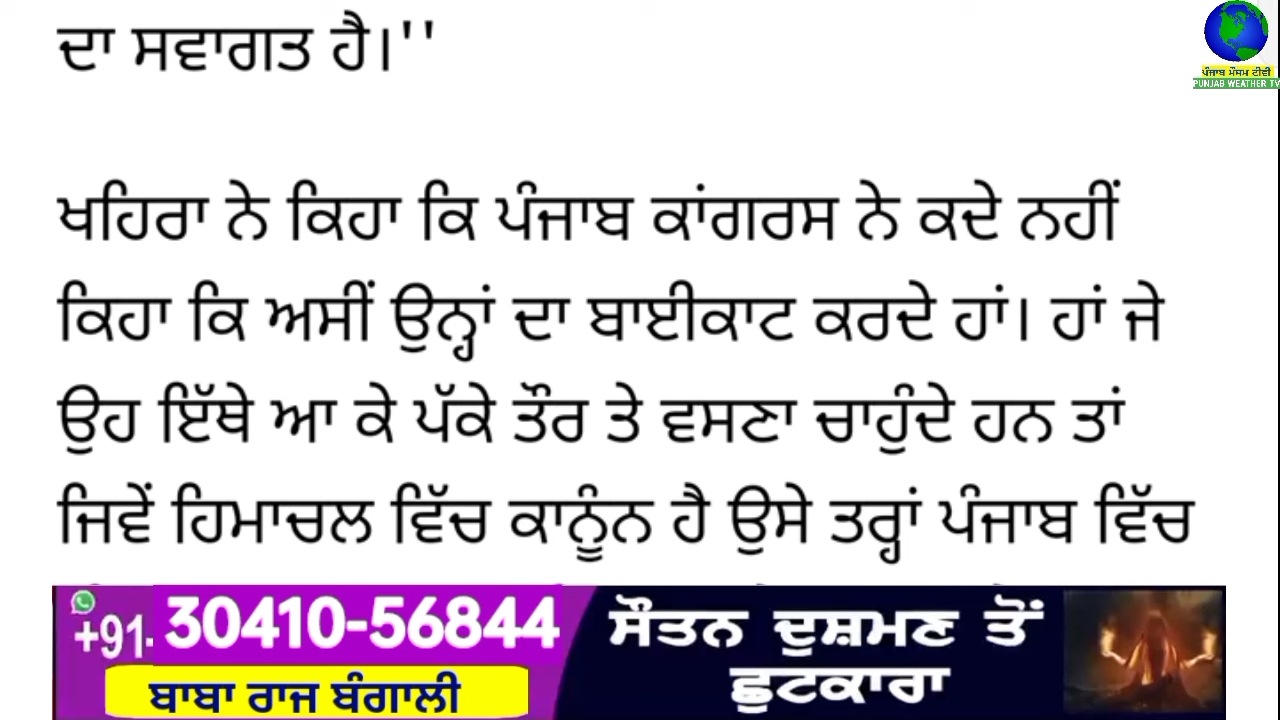 ਦਾ ਸਵਾਗਤ ਹੈ।''
ਪੰਜਾਬ ਮੌਸਮ ਟੀਵੀ
PUNJAB WEATHER TV
ਖਹਿਰਾ ਨੇ ਕਿਹਾ ਕਿ ਪੰਜਾਬ ਕਾਂਗਰਸ ਨੇ ਕਦੇ ਨਹੀਂ
ਕਿਹਾ ਕਿ ਅਸੀਂ ਉਨ੍ਹਾਂ ਦਾ ਬਾਈਕਾਟ ਕਰਦੇ ਹਾਂ। ਹਾਂ ਜੇ
ਉਹ ਇੱਥੇ ਆ ਕੇ ਪੱਕੇ ਤੌਰ ਤੇ ਵਸਣਾ ਚਾਹੁੰਦੇ ਹਨ ਤਾਂ
ਜਿਵੇਂ ਹਿਮਾਚਲ ਵਿੱਚ ਕਾਨੂੰਨ ਹੈ ਉਸੇ ਤਰ੍ਹਾਂ ਪੰਜਾਬ ਵਿੱਚ
+91. 30410-56844
ਬਾਬਾ ਰਾਜ ਬੰਗਾਲੀ
ਸੌਤਨ ਦੁਸ਼ਮਣ ਤੋਂ
ਛੁਟਕਾਰਾ